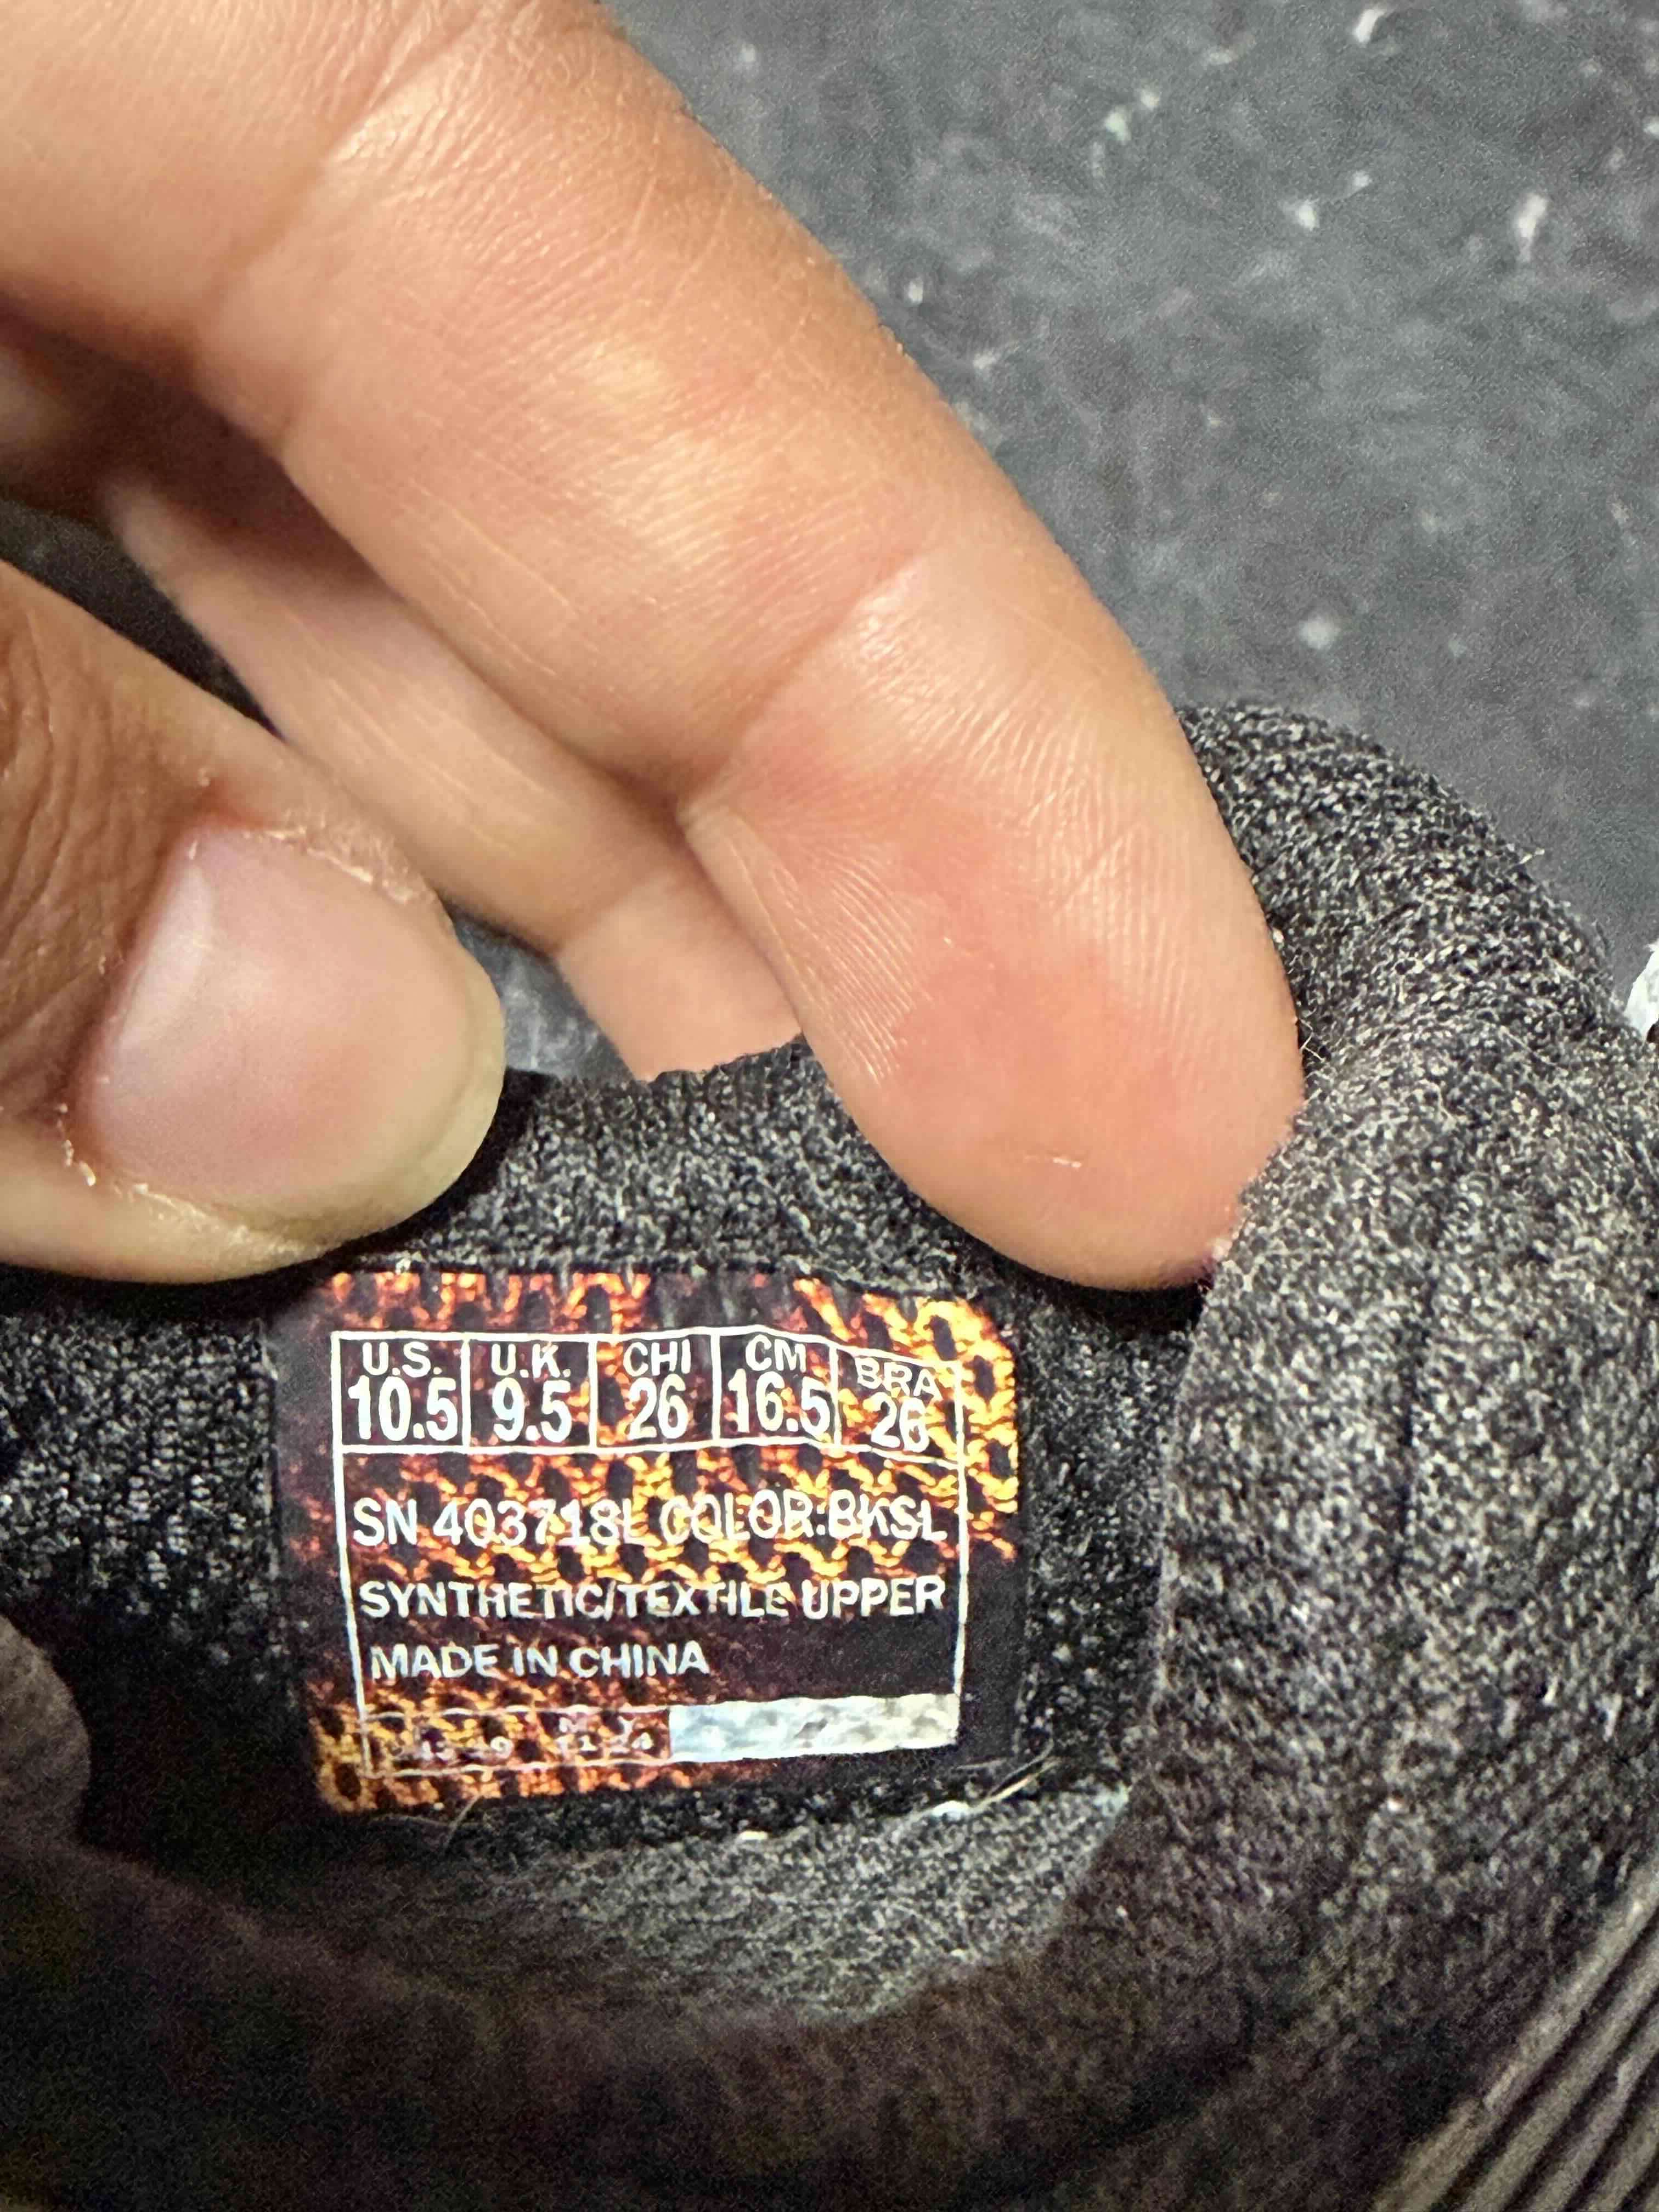 U.S. U.K. CHI CM BRA
10.5 9.5 26 16.5 26
SN 403718L COLOR:BKSL
SYNTHETIC/TEXTILE UPPER
MADE IN CHINA